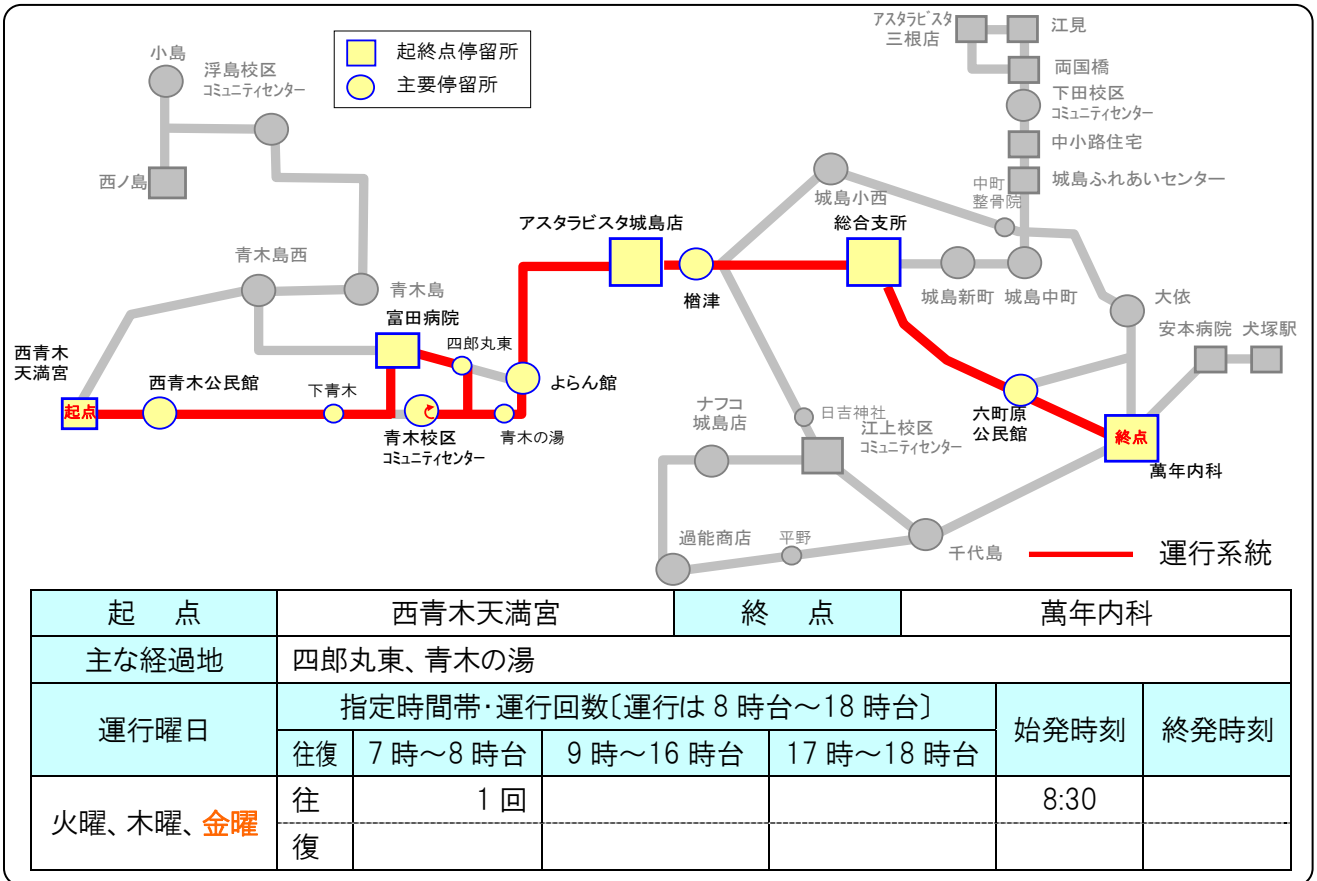 小島
浮島校区
コミュニティセンター
西ノ島
起終点停留所
主要停留所
アスタラビスタ
三根店
江見
両国橋
下田校区
コミュニティセンター
中小路住宅
城島ふれあいセンター
中町
整骨院
城島小西
アスタラビスタ城島店
総合支所
青木島西
青木島
富田病院
四郎丸東
楢津
城島新町
城島中町
大依
安本病院
犬塚駅
西青木
天満宮
起点
西青木公民館
下青木
青木校区
コミュニティセンター
青木の湯
よらん館
ナフコ
城島店
日吉神社
江上校区
コミュニティセンター
六町原
公民館
終点
萬年内科
過能商店
平野
千代島
運行系統
起 点 西青木天満宮 終 点 萬年内科
主な経過地 四郎丸東、青木の湯
運行曜日 指定時間帯・運行回数〔運行は8時台~18時台〕 始発時刻 終発時刻
往復 7時~8時台 9時~16時台 17時~18時台
火曜、木曜、金曜 往 1回 8:30
復